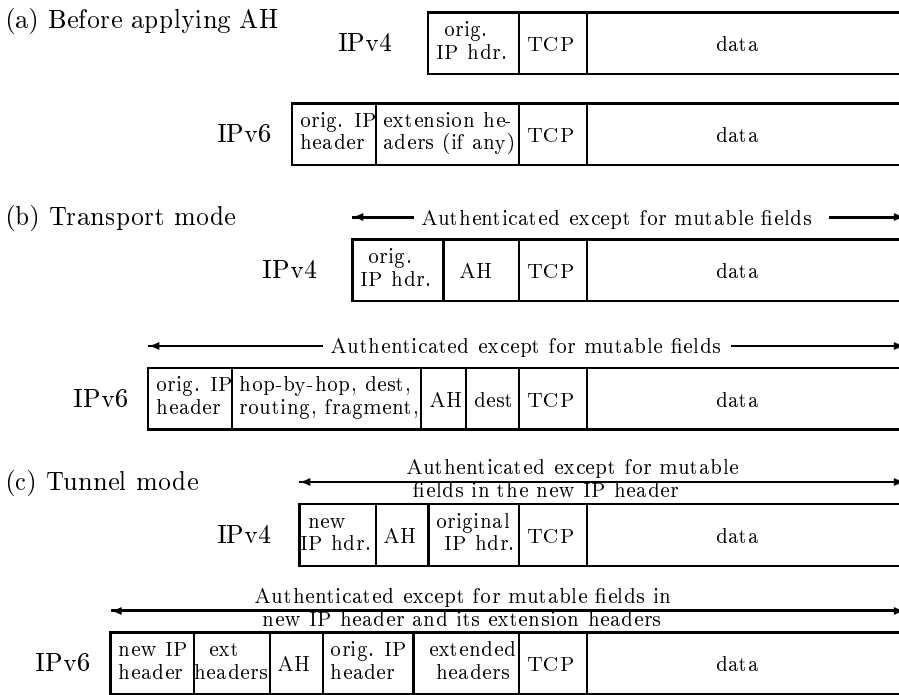 (a) Before applying AH
IPv4
orig.
IP hdr.
TCP
data
IPv6
orig. IP
header
extension he-
aders (if any)
TCP
data
(b) Transport mode
Authenticated except for mutable fields
IPv4
orig.
IP hdr.
AH
TCP
data
Authenticated except for mutable fields
IPv6
orig. IP
header
hop-by-hop, dest,
routing, fragment,
AH
dest
TCP
data
(c) Tunnel mode
Authenticated except for mutable
fields in the new IP header
IPv4
new
IP hdr.
AH
original
IP hdr.
TCP
data
Authenticated except for mutable fields in
new IP header and its extension headers
IPv6
new IP
header
ext
headers
AH
orig. IP
header
extended
headers
TCP
data